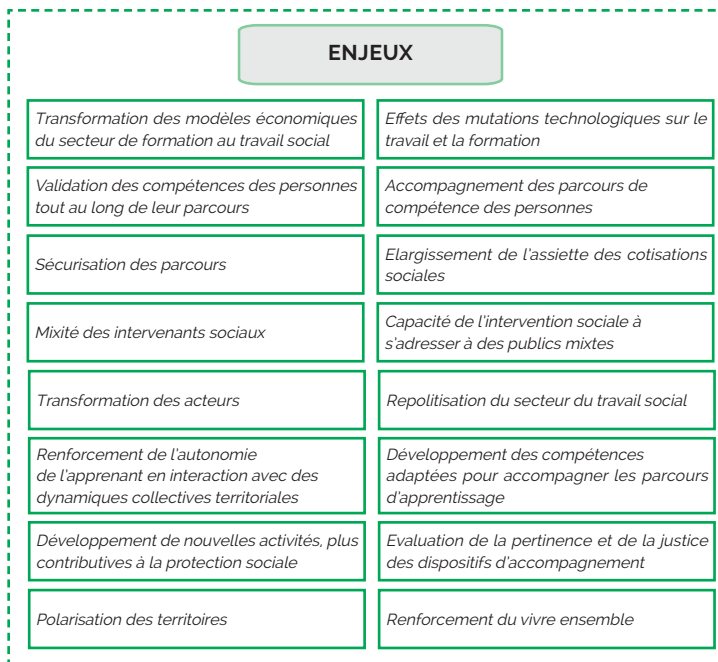 ENJEUX
Transformation des modèles économiques
du secteur de formation au travail social
Effets des mutations technologiques sur le
travail et la formation
Validation des compétences des personnes
tout au long de leur parcours
Accompagnement des parcours de
compétence des personnes
Sécurisation des parcours
Elargissement de l'assiette des cotisations
sociales
Mixité des intervenants sociaux
Capacité de l'intervention sociale à
s'adresser à des publics mixtes
Transformation des acteurs
Repolitisation du secteur du travail social
Renforcement de l'autonomie
de l'apprenant en interaction avec des
dynamiques collectives territoriales
Développement des compétences
adaptées pour accompagner les parcours
d'apprentissage
Développement de nouvelles activités, plus
contributives à la protection sociale
Evaluation de la pertinence et de la justice
des dispositifs d'accompagnement
Polarisation des territoires
Renforcement du vivre ensemble